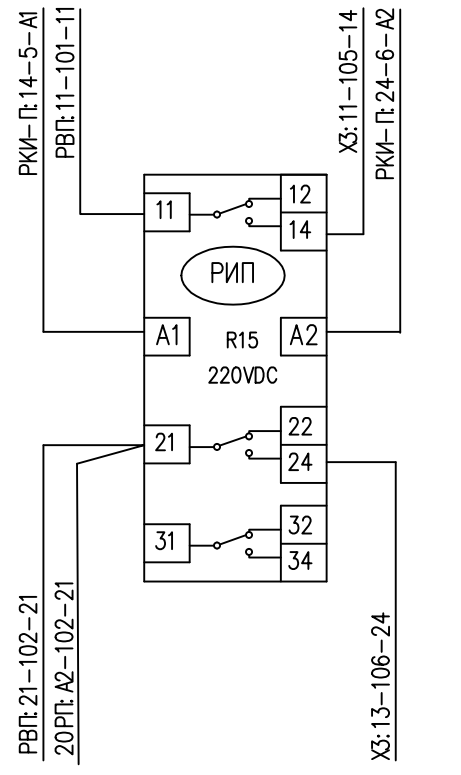 РКИ-П:14-5-А1
РВП:11-101-11
Х3:11-105-14
РКИ-П:24-6-А2
11
12
14
РИП
А1
R15
А2
220VDC
21
22
24
31
32
34
РВП:21-102-21
20РП:А2-102-21
Х3:13-106-24